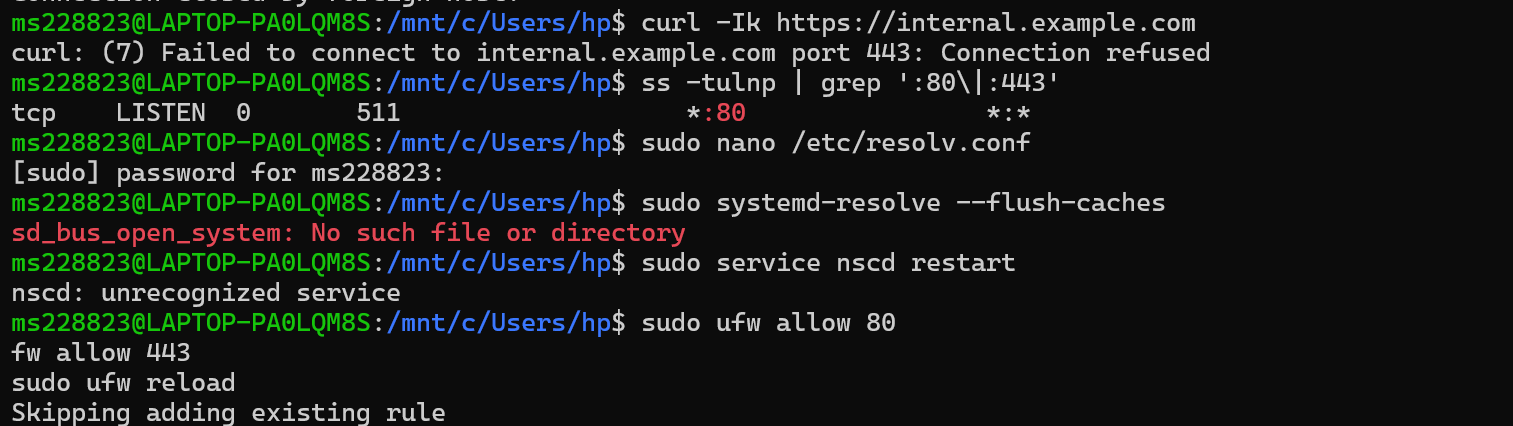 ms228823@LAPTOP-PA0LQM8S:/mnt/c/Users/hp$ curl -Ik https://internal.example.com
curl: (7) Failed to connect to internal.example.com port 443: Connection refused
ms228823@LAPTOP-PA0LQM8S:/mnt/c/Users/hp$ ss -tulnp | grep ':80\|:443'
tcp    LISTEN  0       511                   *:80                *:*
ms228823@LAPTOP-PA0LQM8S:/mnt/c/Users/hp$ sudo nano /etc/resolv.conf
[sudo] password for ms228823:
ms228823@LAPTOP-PA0LQM8S:/mnt/c/Users/hp$ sudo systemd-resolve --flush-caches
sd_bus_open_system: No such file or directory
ms228823@LAPTOP-PA0LQM8S:/mnt/c/Users/hp$ sudo service nscd restart
nscd: unrecognized service
ms228823@LAPTOP-PA0LQM8S:/mnt/c/Users/hp$ sudo ufw allow 80
fw allow 443
sudo ufw reload
Skipping adding existing rule